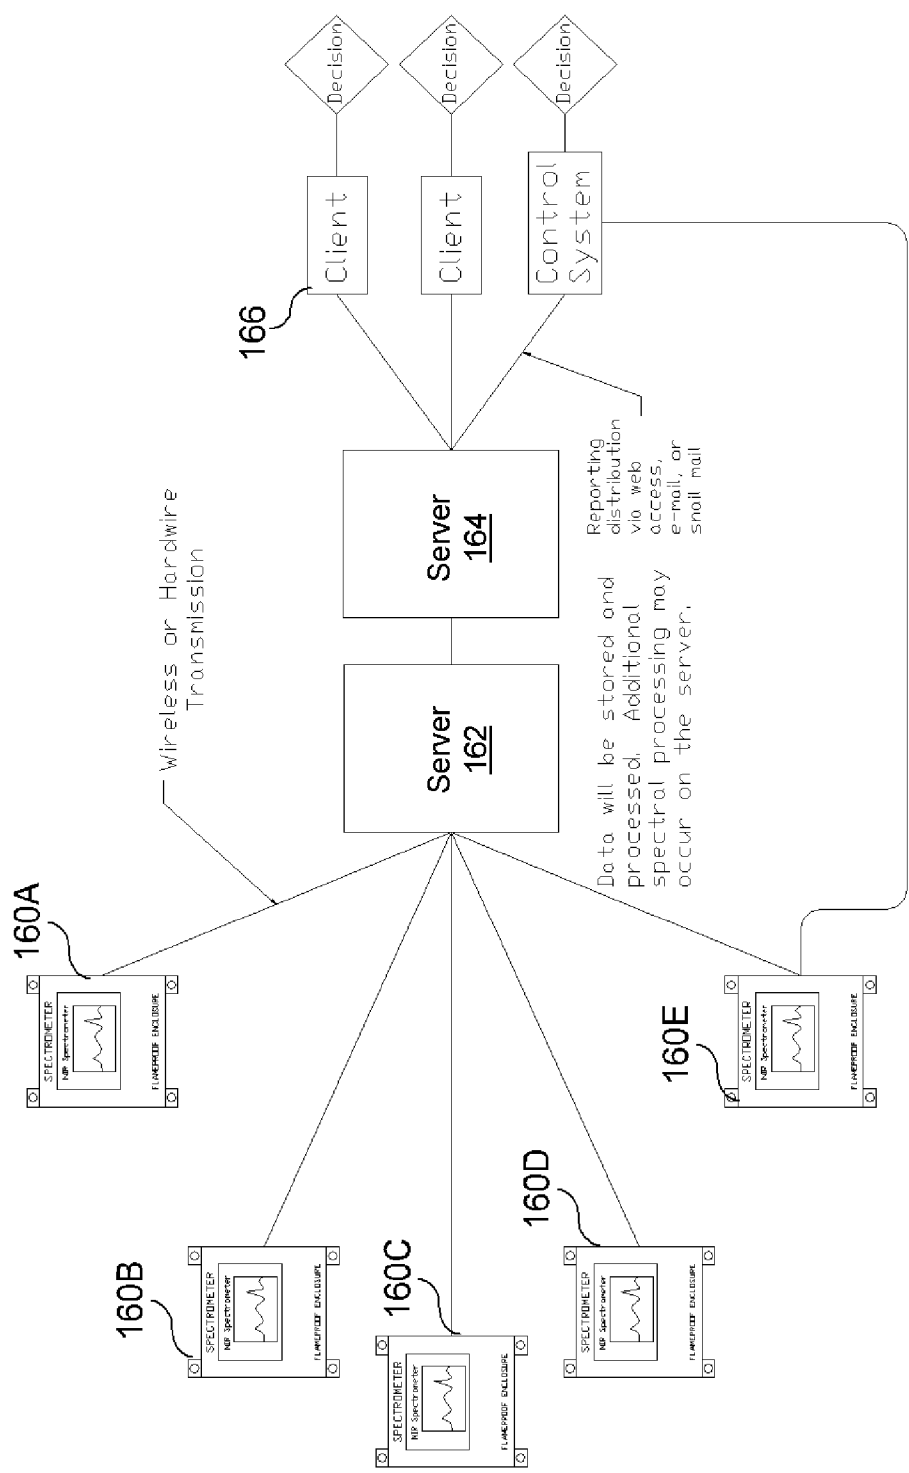 160A
SPECTROMETER
NIR Spectrometer
FLAMEPROOF ENCLOSURE
160B
SPECTROMETER
NIR Spectrometer
FLAMEPROOF ENCLOSURE
160C
SPECTROMETER
NIR Spectrometer
FLAMEPROOF ENCLOSURE
160D
SPECTROMETER
NIR Spectrometer
FLAMEPROOF ENCLOSURE
160E
SPECTROMETER
NIR Spectrometer
FLAMEPROOF ENCLOSURE
Wireless or Hardwire
Transmission
Server
162
Server
164
Data will be stored and
processed. Additional
spectral processing may
occur on the server.
Reporting
distribution
via web
access,
e-mail, or
snail mail
166
Client
Client
Control
System
Decision
Decision
Decision